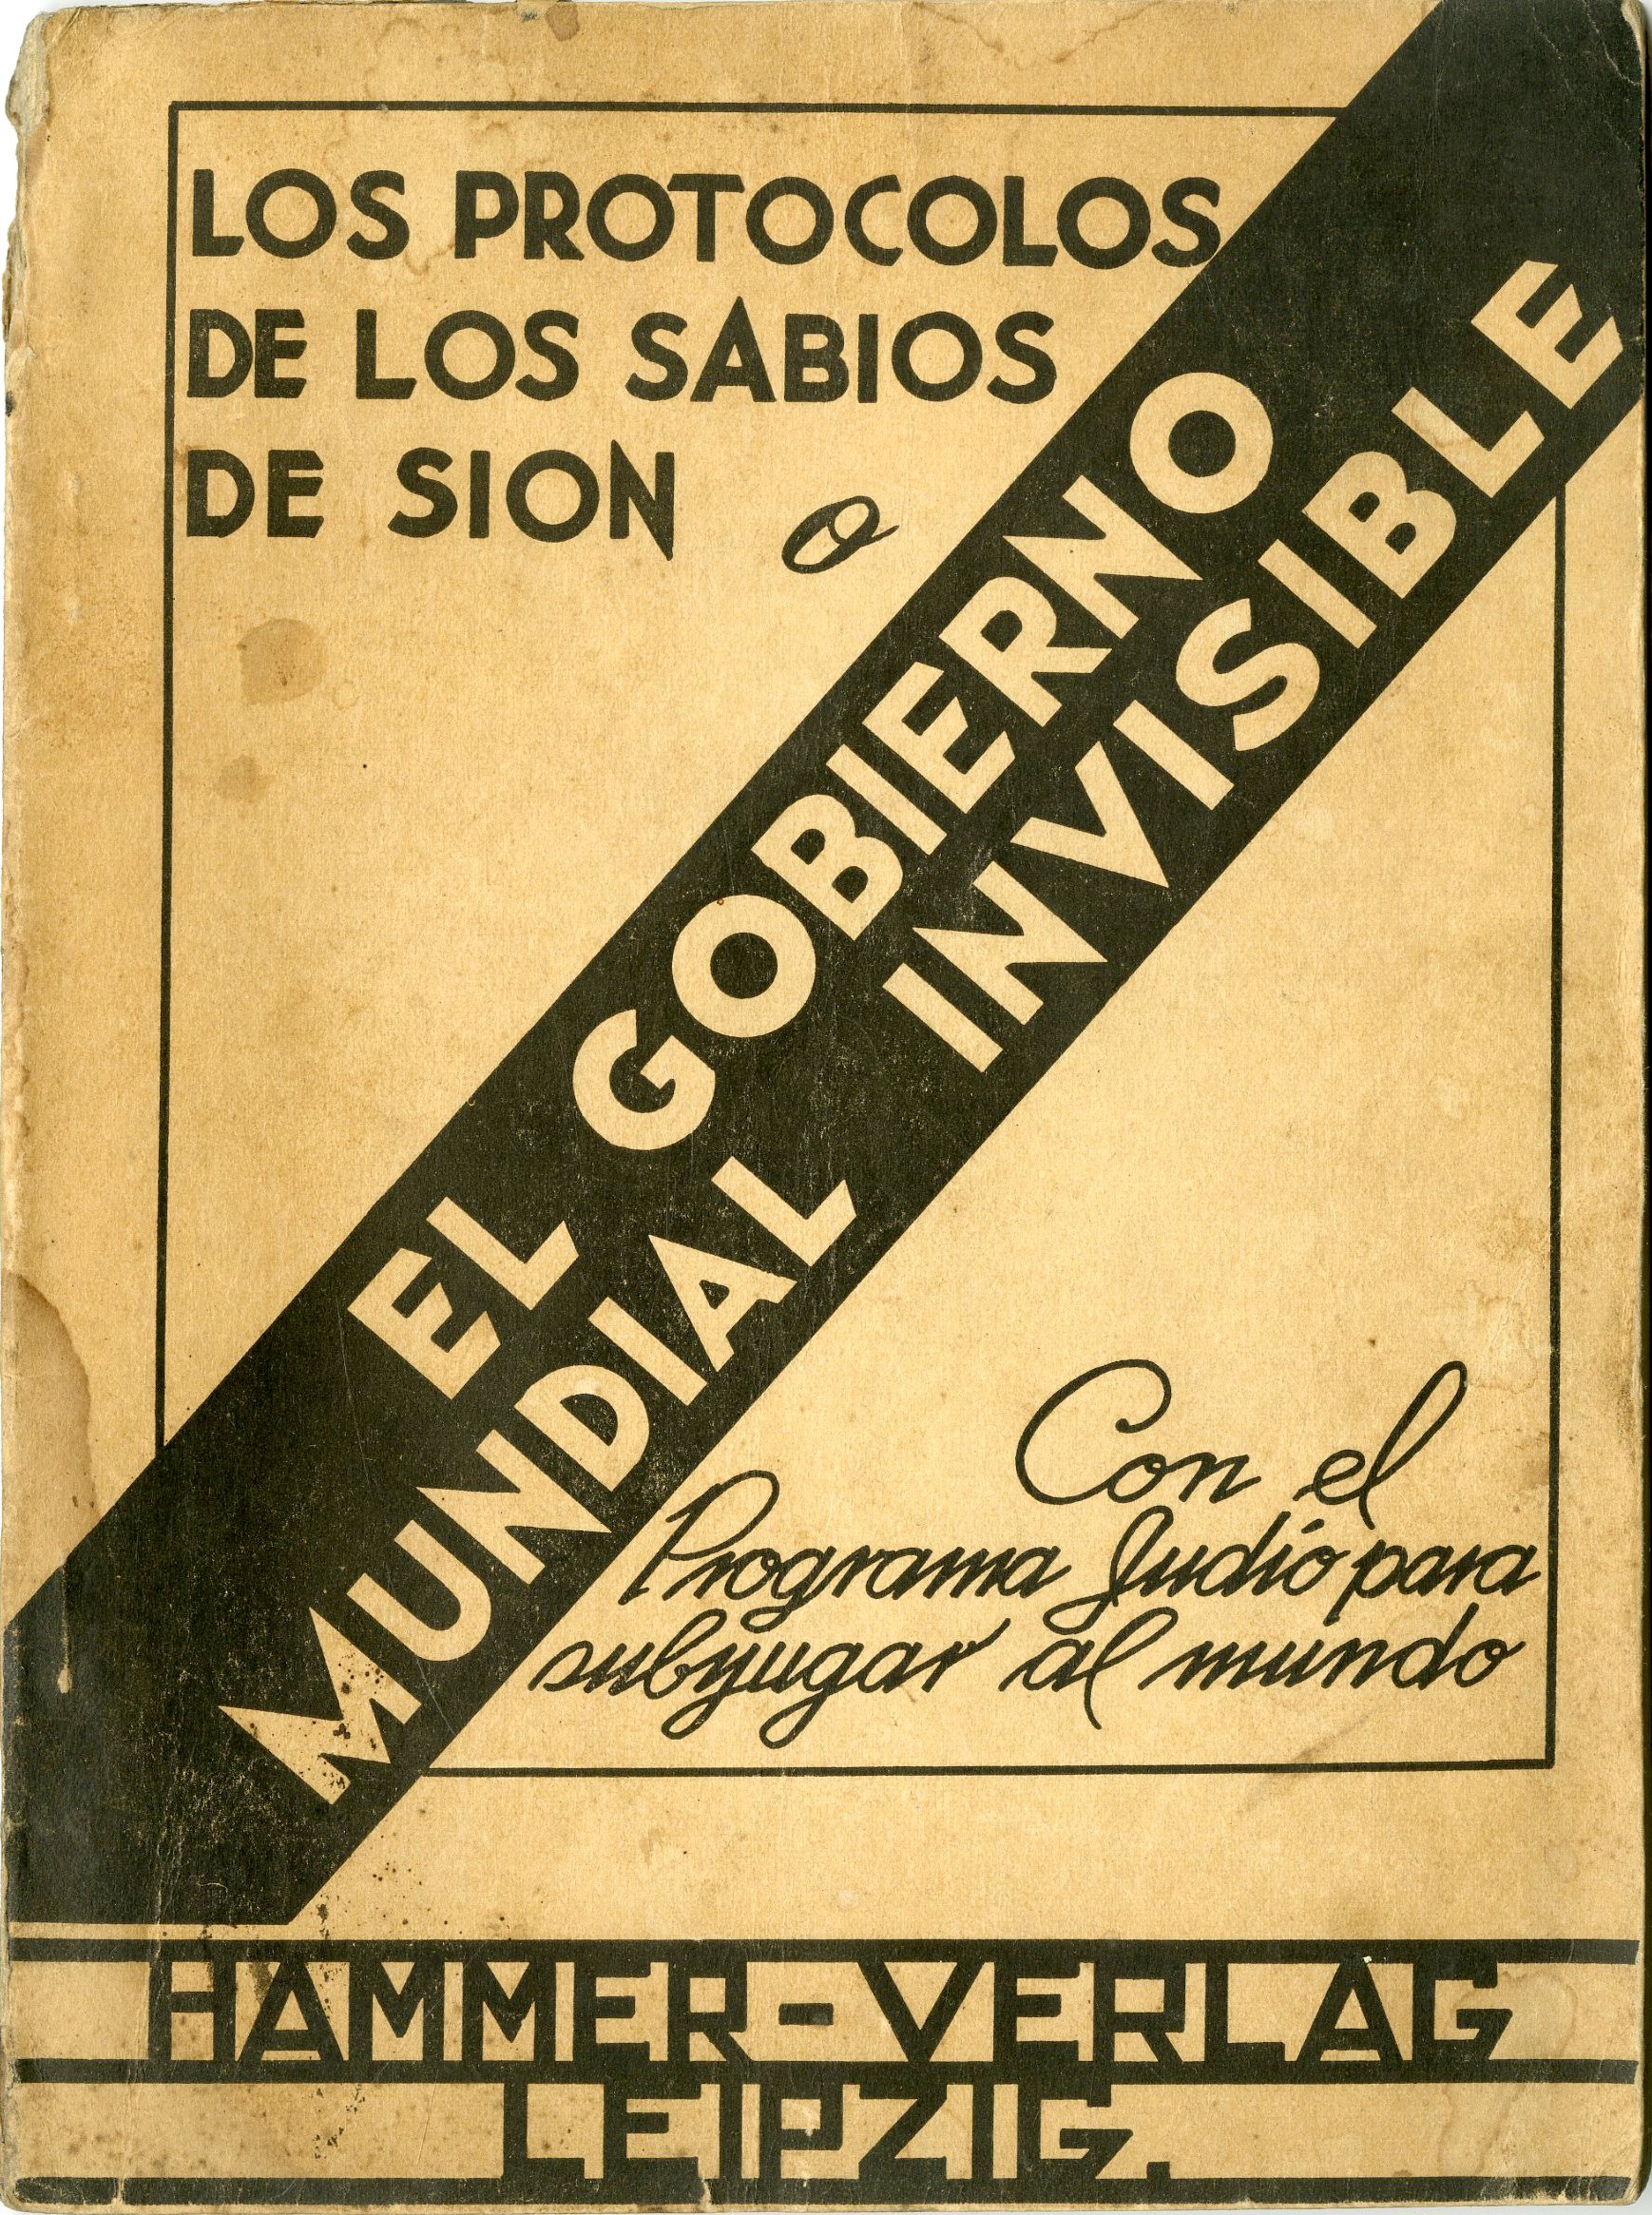 LOS PROTOCOLOS
DE LOS SABIOS
DE SION o
EL GOBIERNO
MUNDIAL INVISIBLE
Con el
Programa Judío para
subyugar al mundo
HAMMER-VERLAG
LEIPZIG.